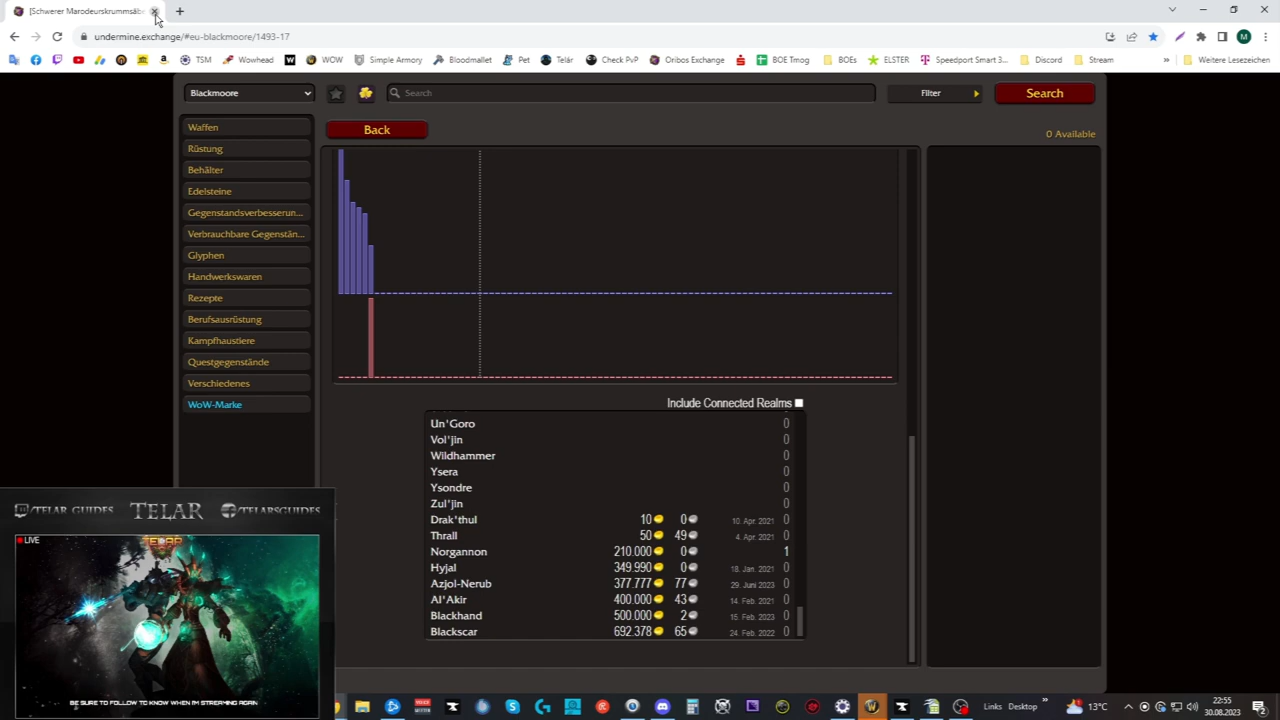 [Schwerer Marodeurskrummsäbe
undermine.exchange/#eu-blackmoore/1493-17
TSM
Wowhead
WOW
Simple Armory
Bloodmallet
Pet
Telár
Check PvP
Oribos Exchange
BOE Tmog
BOEs
ELSTER
Speedport Smart 3...
Discord
Stream
»
Weitere Lesezeichen
Blackmoore
Search
Filter
Search
Waffen
Rüstung
Behälter
Edelsteine
Gegenstandsverbesserun...
Verbrauchbare Gegenstän...
Glyphen
Handwerkswaren
Rezepte
Berufsausrüstung
Kampfhaustiere
Questgegenstände
Verschiedenes
WoW-Marke
Back
0 Available
Include Connected Realms
Un'Goro 0
Vol'jin 0
Wildhammer 0
Ysera 0
Ysondre 0
Zul'jin 0
Drak'thul 10 0 10. Apr. 2021 0
Thrall 50 49 4. Apr. 2021 0
Norgannon 210.000 0 1
Hyjal 349.990 0 18. Jan. 2021 0
Azjol-Nerub 377.777 77 29. Juni 2023 0
Al'Akir 400.000 43 14. Feb. 2021 0
Blackhand 500.000 2 15. Feb. 2023 0
Blackscar 692.378 65 24. Feb. 2022 0
/TELAR GUIDES
TELAR
/TELARSGUIDES
LIVE
BE SURE TO FOLLOW TO KNOW WHEN I'M STREAMING AGAIN
Links
Desktop
»
13°C
22:55
30.08.2023